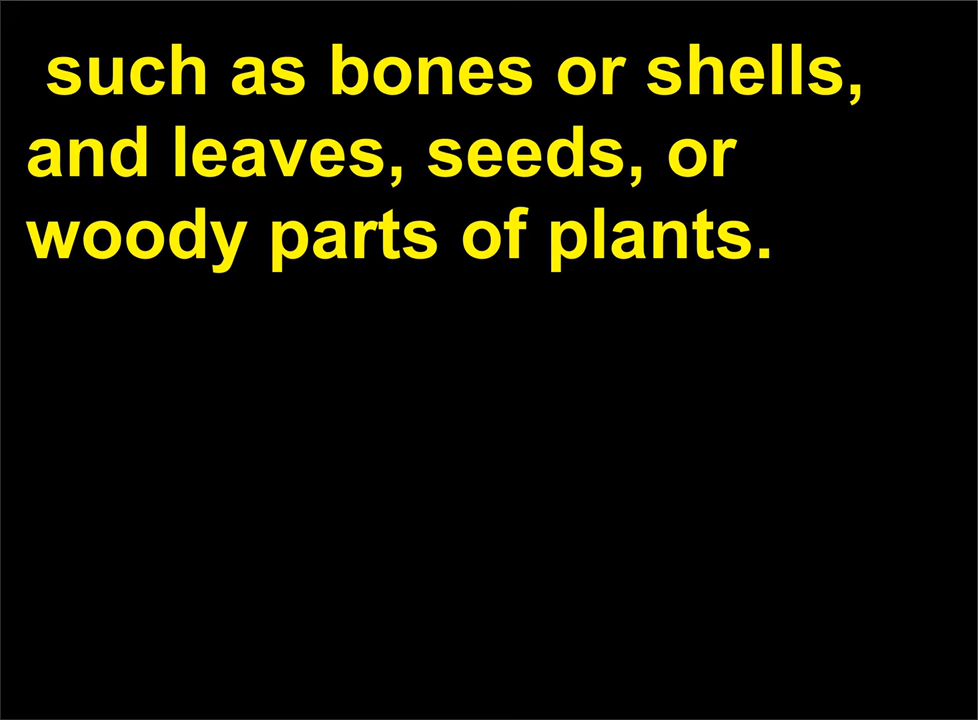 such as bones or shells,
and leaves, seeds, or
woody parts of plants.